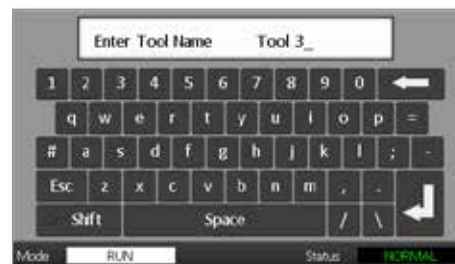 Enter Tool Name Tool 3_
1 2 3 4 5 6 7 8 9 0
q w e r t y u i o p =
# a s d f g h j k l ; -
Esc z x c v b n m , .
Shift Space / \
Mode RUN Status NORMAL